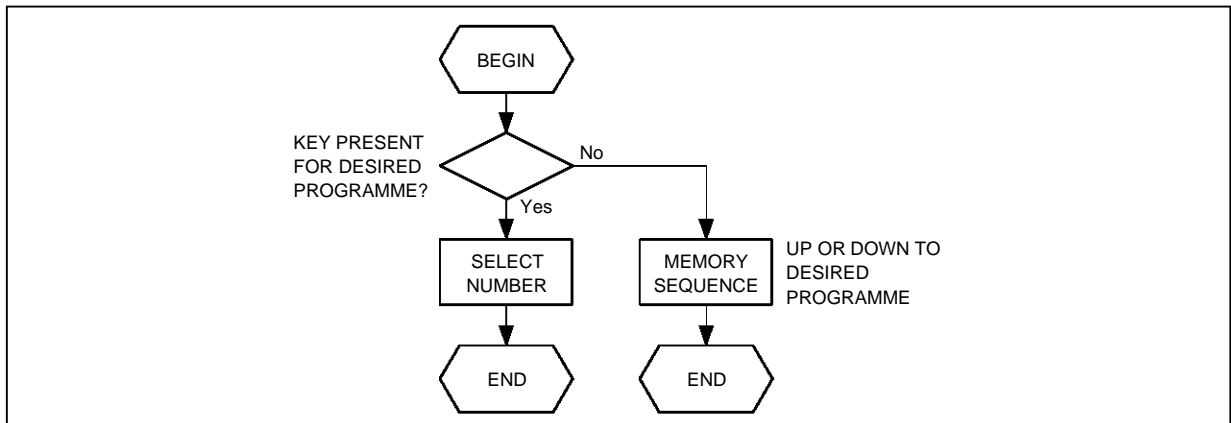 BEGIN
KEY PRESENT
FOR DESIRED
PROGRAMME?
No
Yes
SELECT
NUMBER
MEMORY
SEQUENCE
UP OR DOWN TO
DESIRED
PROGRAMME
END
END